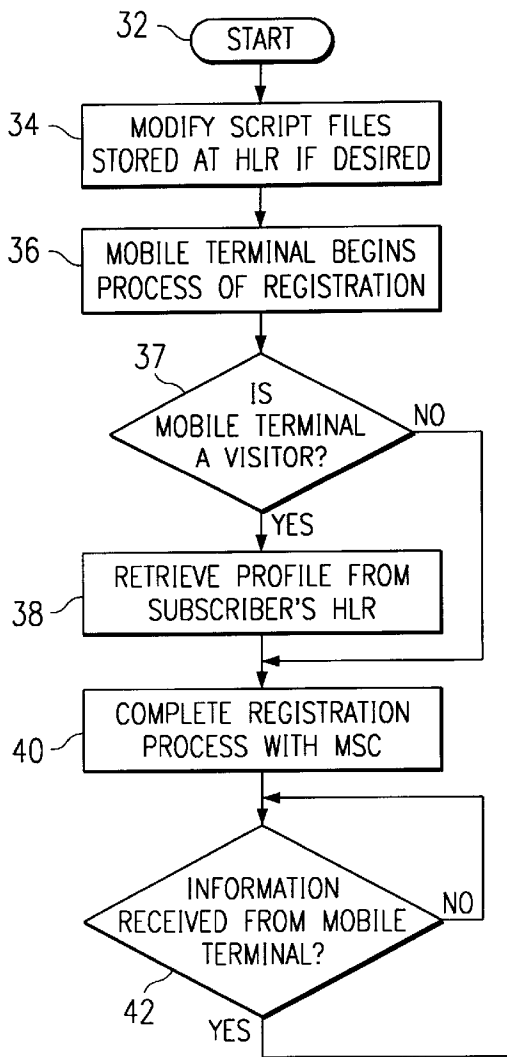 32
START
34
MODIFY SCRIPT FILES
STORED AT HLR IF DESIRED
36
MOBILE TERMINAL BEGINS
PROCESS OF REGISTRATION
37
IS
MOBILE TERMINAL
A VISITOR?
NO
YES
RETRIEVE PROFILE FROM
SUBSCRIBER'S HLR
38
COMPLETE REGISTRATION
PROCESS WITH MSC
40
INFORMATION
RECEIVED FROM MOBILE
TERMINAL?
NO
42
YES